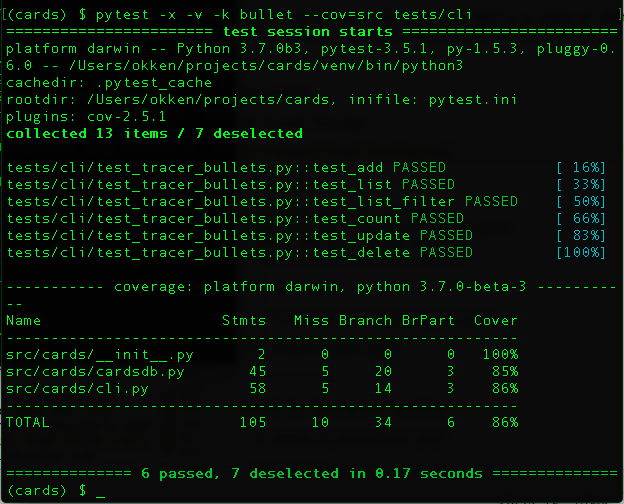 (cards) $ pytest -x -v -k bullet --cov=src tests/cli
======================= test session starts ========================
platform darwin -- Python 3.7.0b3, pytest-3.5.1, py-1.5.3, pluggy-0.
6.0 -- /Users/okken/projects/cards/venv/bin/python3
cachedir: .pytest_cache
rootdir: /Users/okken/projects/cards, inifile: pytest.ini
plugins: cov-2.5.1
collected 13 items / 7 deselected
tests/cli/test_tracer_bullets.py::test_add PASSED [ 16%]
tests/cli/test_tracer_bullets.py::test_list PASSED [ 33%]
tests/cli/test_tracer_bullets.py::test_list_filter PASSED [ 50%]
tests/cli/test_tracer_bullets.py::test_count PASSED [ 66%]
tests/cli/test_tracer_bullets.py::test_update PASSED [ 83%]
tests/cli/test_tracer_bullets.py::test_delete PASSED [100%]
----------- coverage: platform darwin, python 3.7.0-beta-3 ---------
--
Name Stmts Miss Branch BrPart Cover
---------------------------------------------------------
src/cards/__init__.py 2 0 0 0 100%
src/cards/cardsdb.py 45 5 20 3 85%
src/cards/cli.py 58 5 14 3 86%
---------------------------------------------------------
TOTAL 105 10 34 6 86%
============== 6 passed, 7 deselected in 0.17 seconds ==============
(cards) $ _